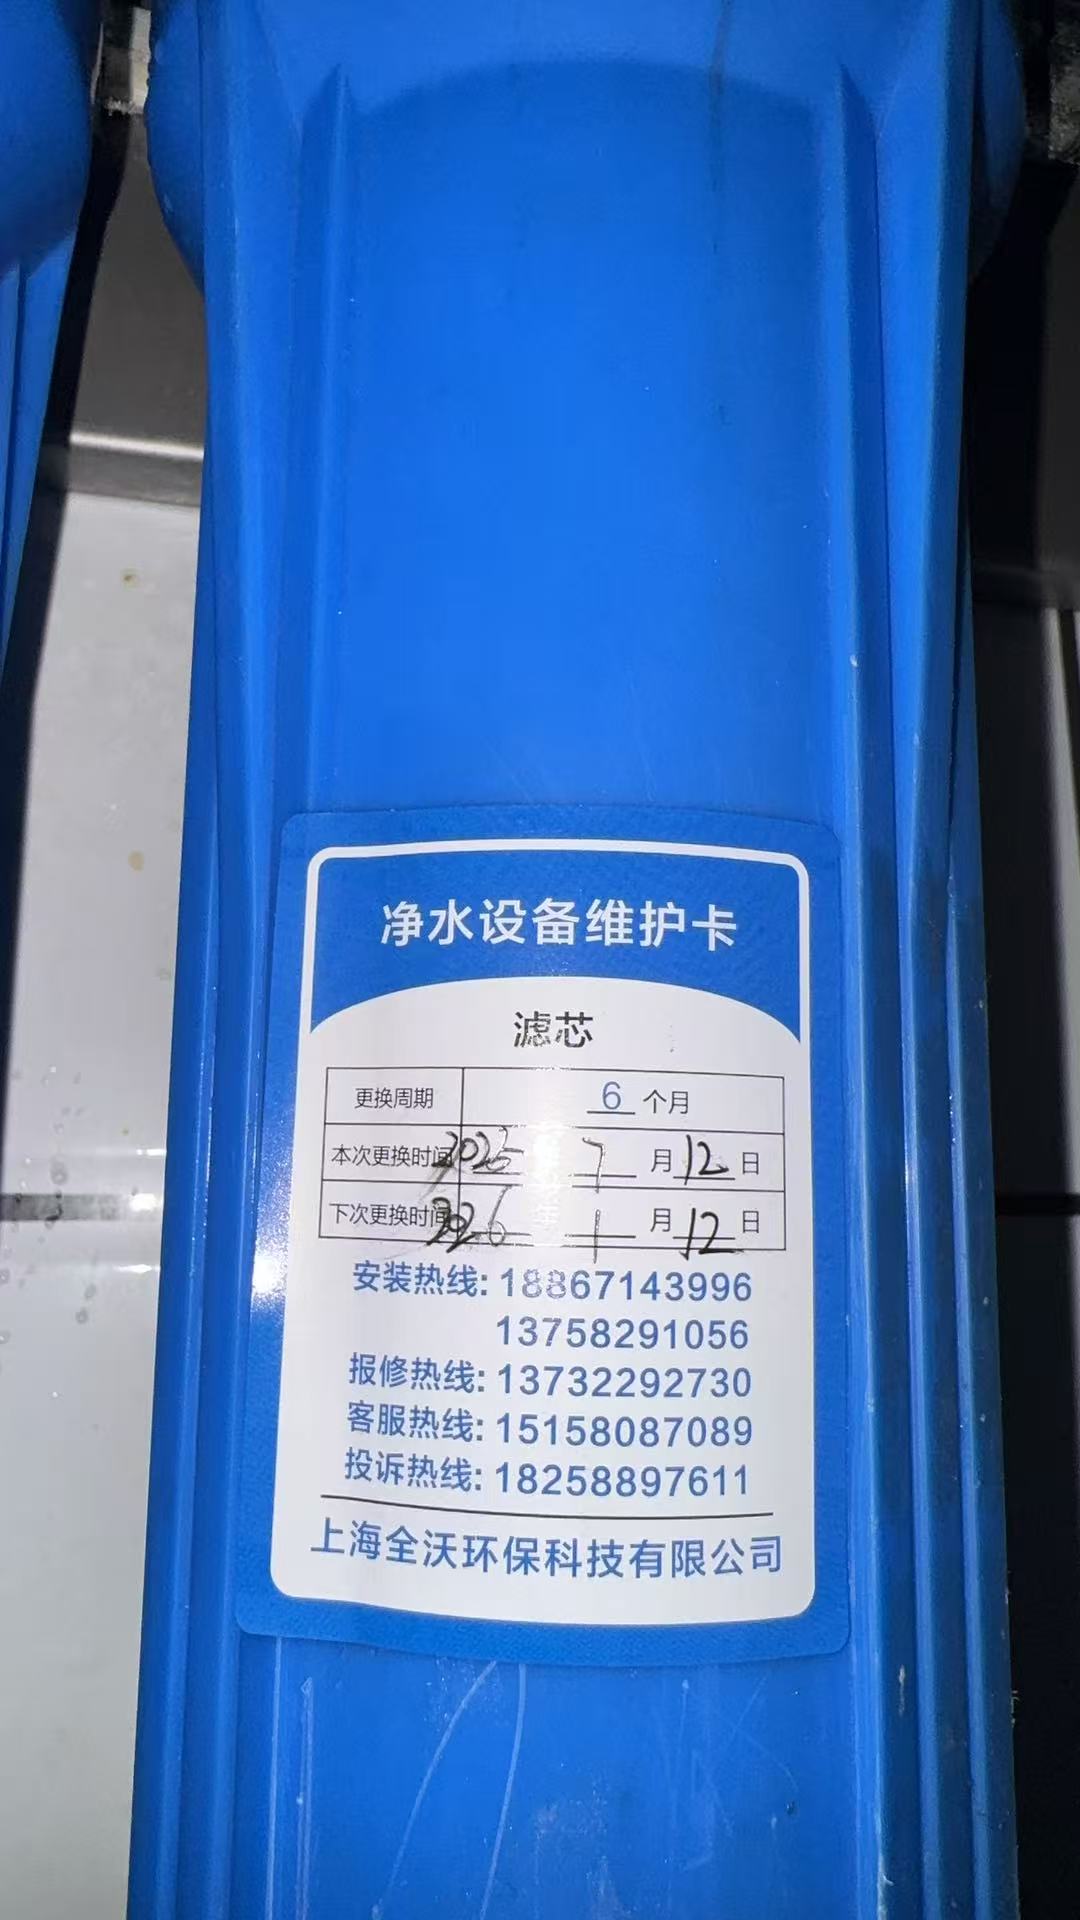 净水设备维护卡
滤芯
更换周期 6 个月
本次更换时间 2025 年 7 月 12 日
下次更换时间 2026 年 1 月 12 日
安装热线: 18867143996
13758291056
报修热线: 13732292730
客服热线: 15158087089
投诉热线: 18258897611
上海全沃环保科技有限公司